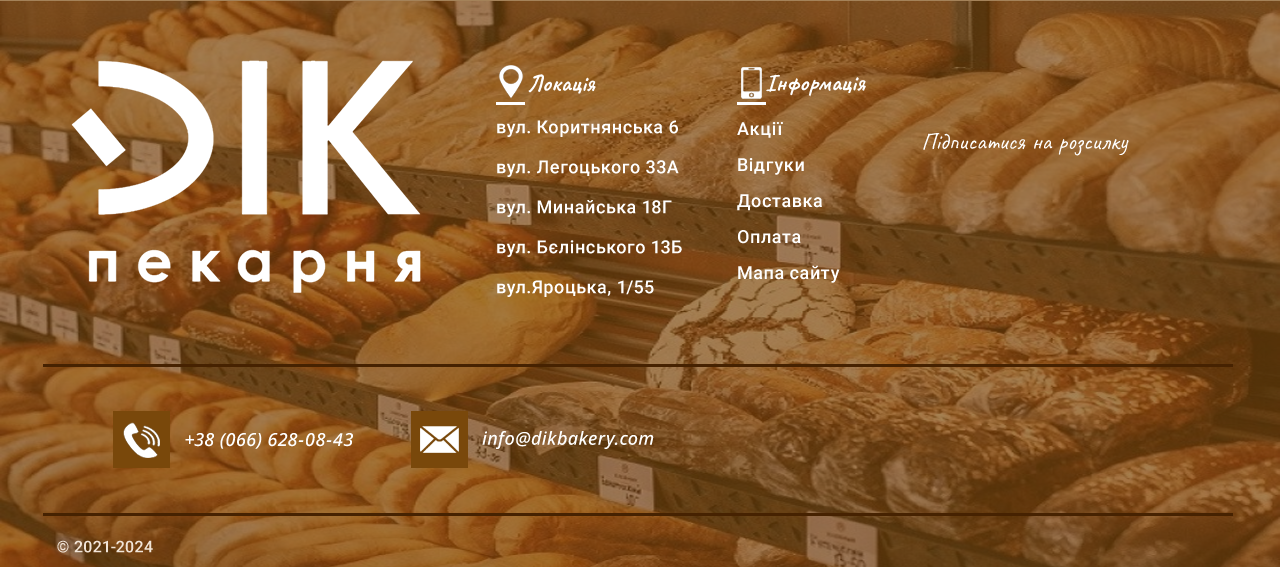 DІК
пекарня
Локація
вул. Коритнянська 6
вул. Легоцького 33А
вул. Минайська 18Г
вул. Бєлінського 13Б
вул.Яроцька, 1/55
Інформація
Акції
Відгуки
Доставка
Оплата
Мапа сайту
Підписатися на розсилку
+38 (066) 628-08-43
info@dikbakery.com
© 2021-2024